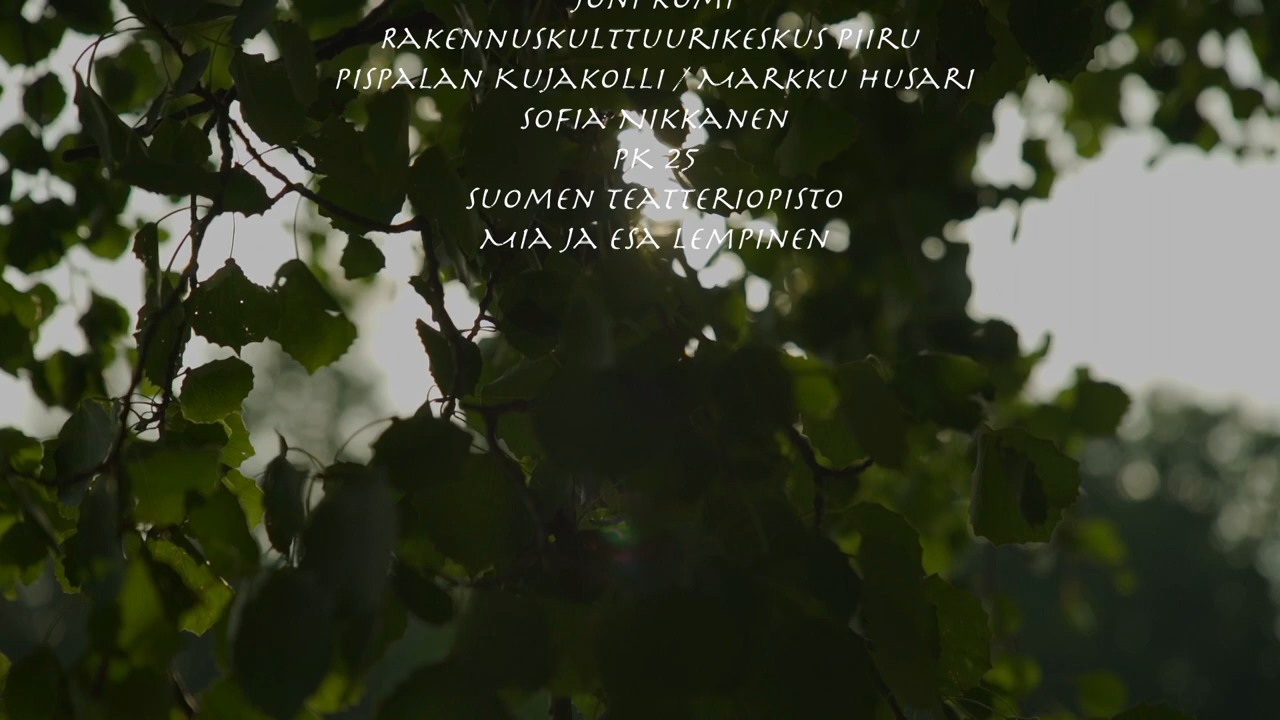 RAKENNUSKULTTUURIKESKUS PIIRU
PISPALAN KUJAKOLLI / MARKKU HUSARI
SOFIA NIKKANEN
PK 25
SUOMEN TEATTERIOPISTO
MIA JA ESA LEMPINEN